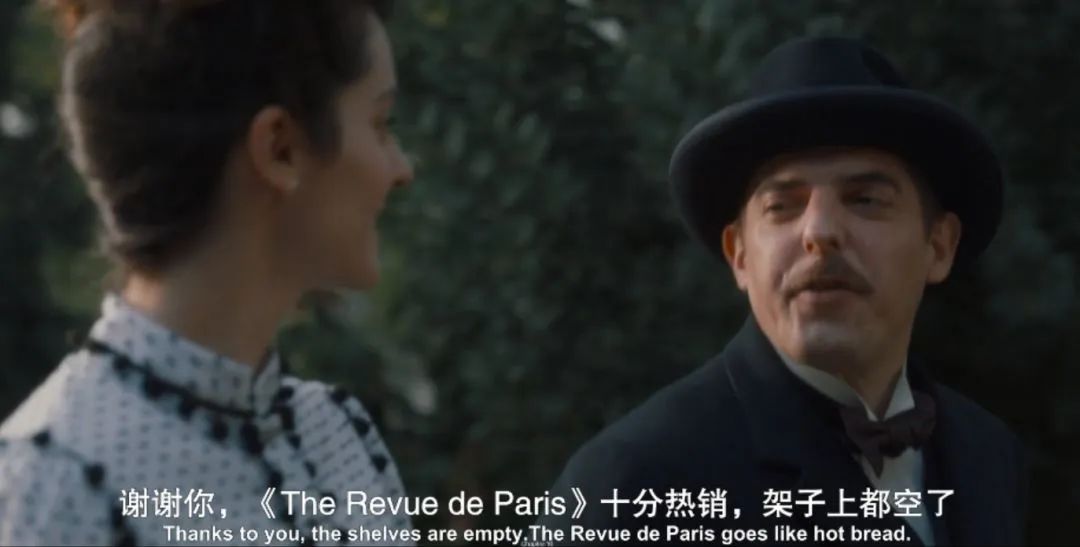 谢谢你，《The Revue de Paris》十分热销，架子上都空了
Thanks to you, the shelves are empty.The Revue de Paris goes like hot bread.